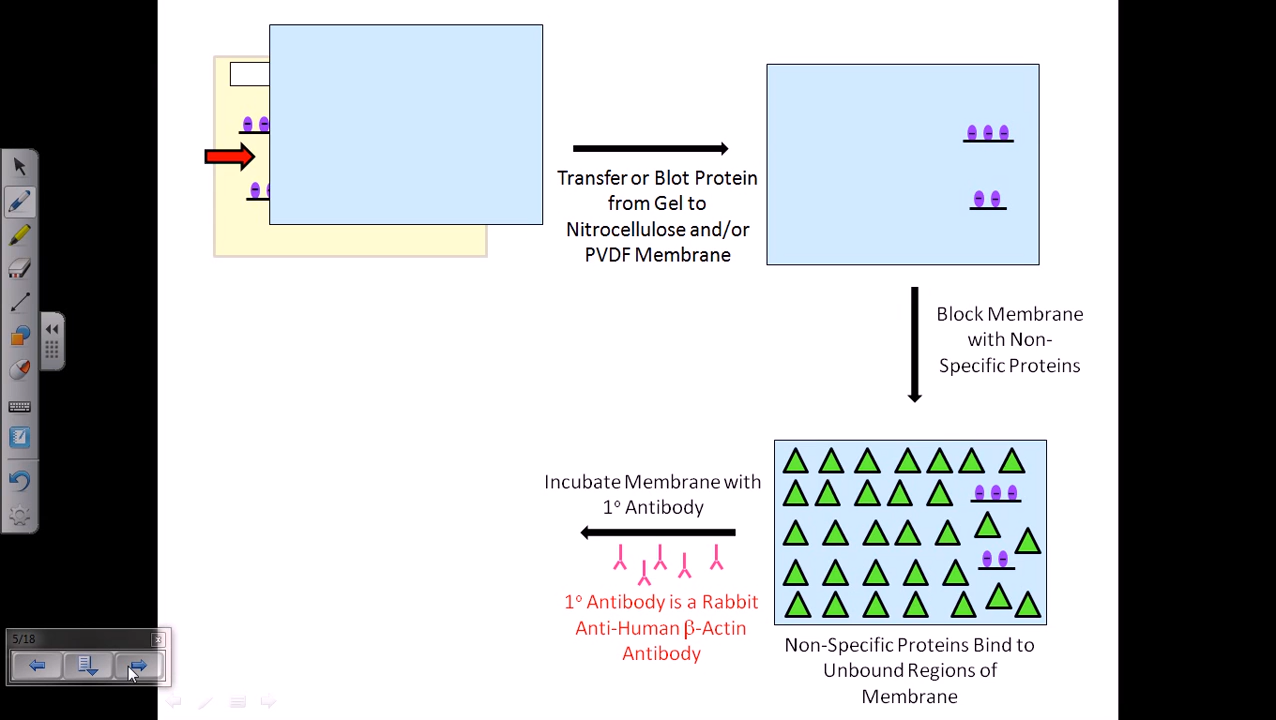 Transfer or Blot Protein
from Gel to
Nitrocellulose and/or
PVDF Membrane
Block Membrane
with Non-
Specific Proteins
Incubate Membrane with
1° Antibody
1° Antibody is a Rabbit
Anti-Human β-Actin
Antibody
Non-Specific Proteins Bind to
Unbound Regions of
Membrane
5/18